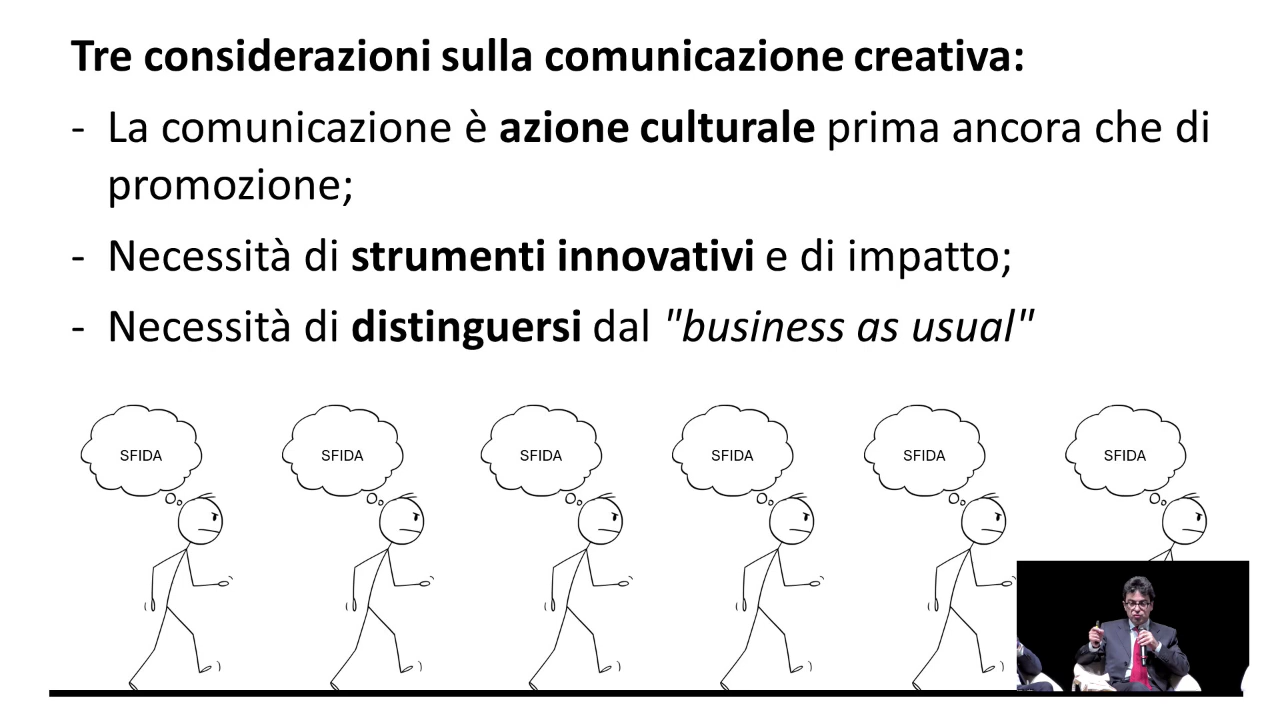 Tre considerazioni sulla comunicazione creativa:
- La comunicazione è azione culturale prima ancora che di
promozione;
- Necessità di strumenti innovativi e di impatto;
- Necessità di distinguersi dal "business as usual"
SFIDA SFIDA SFIDA SFIDA SFIDA SFIDA